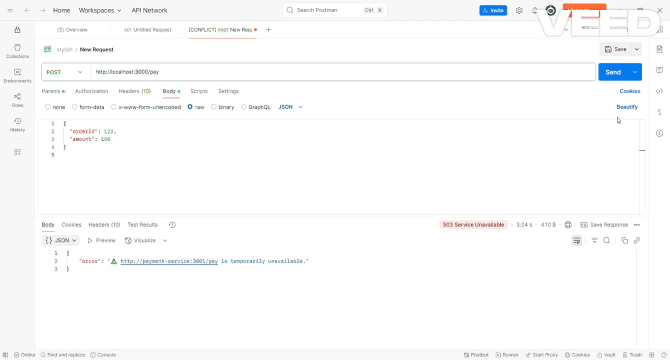 Home Workspaces API Network Search Postman Ctrl K Invite
Overview Untitled Request [CONFLICT] POST New Req
VEED
stylish / New Request Save
POST http://localhost:3000/pay Send
Params Authorization Headers (10) Body Scripts Settings Cookies
none form-data x-www-form-urlencoded raw binary GraphQL JSON Beautify
1 {
2 "orderId": 123,
3 "amount": 100
4 }
5
Collections
Environments
Flows
History
Body Cookies Headers (10) Test Results 503 Service Unavailable 3.04 s 410 B Save Response
{} JSON Preview Visualize
1 {
2 "error": "⚠ http://payment-service:3001/pay is temporarily unavailable."
3 }
Online Find and replace Console Postbot Runner Start Proxy Cookies Vault Trash